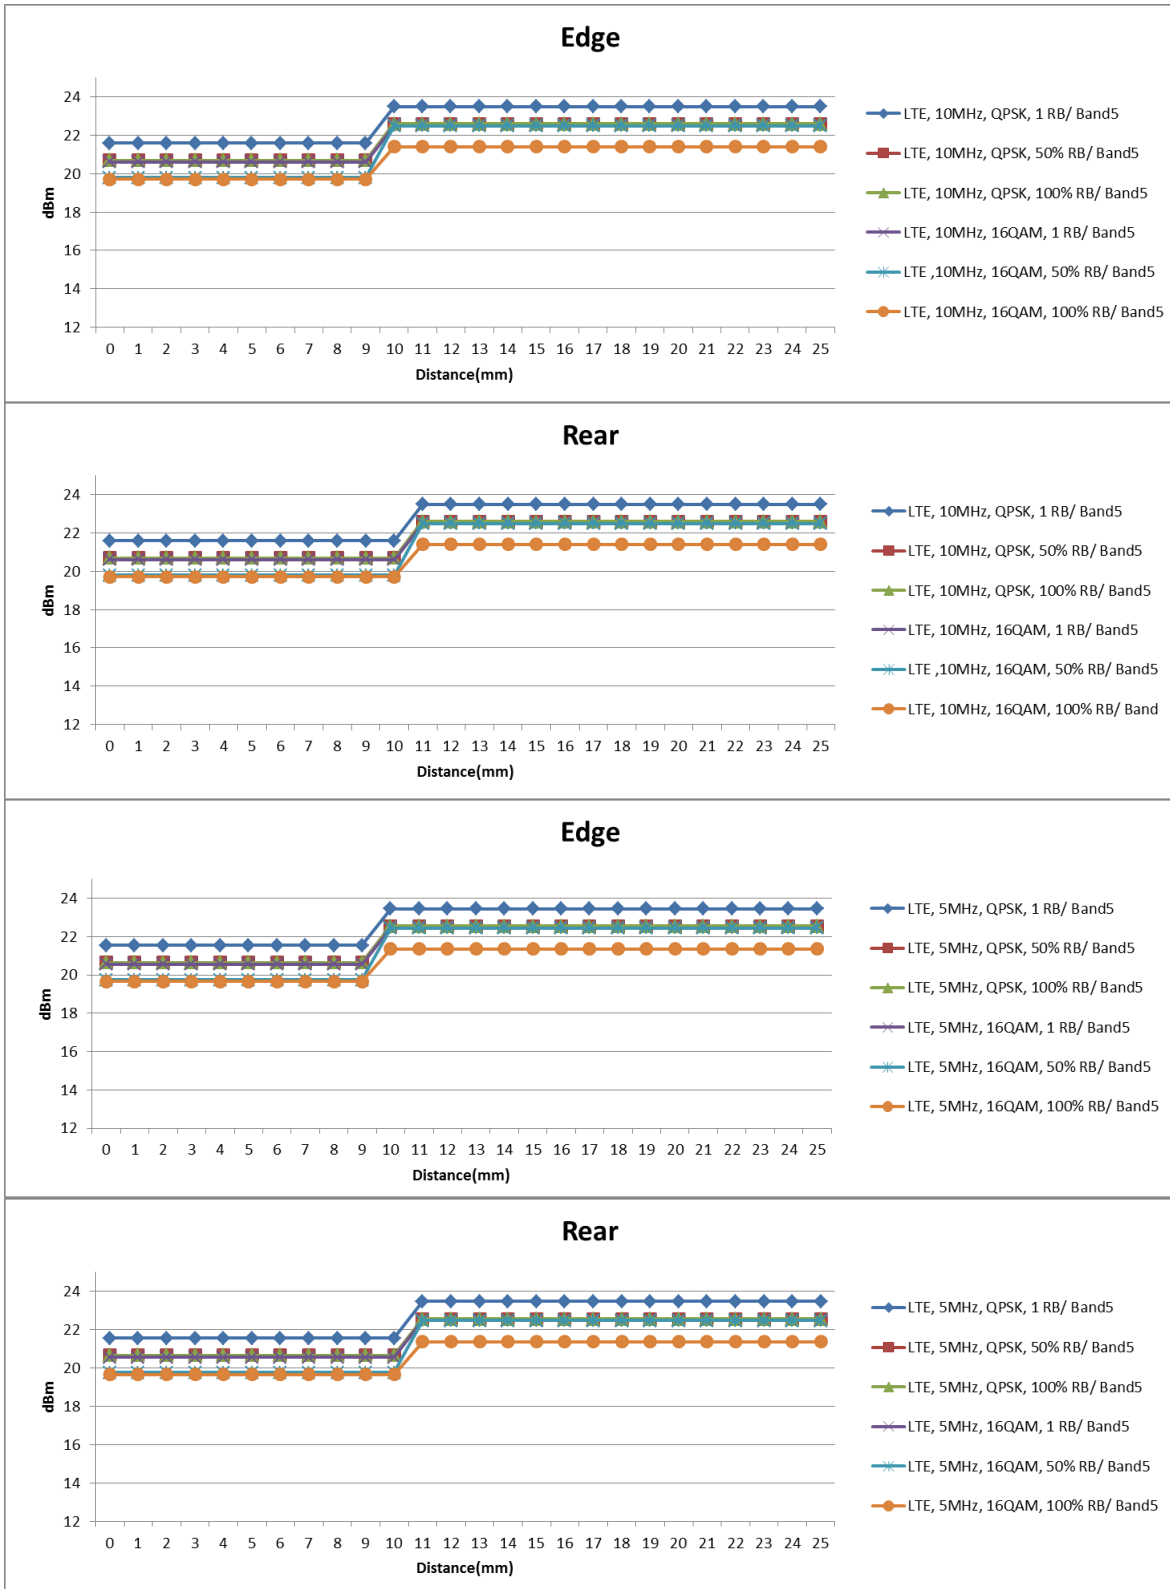 Edge
24
22
20
18
16
14
12
dBm
0 1 2 3 4 5 6 7 8 9 10 11 12 13 14 15 16 17 18 19 20 21 22 23 24 25
Distance(mm)
LTE, 10MHz, QPSK, 1 RB/ Band5
LTE, 10MHz, QPSK, 50% RB/ Band5
LTE, 10MHz, QPSK, 100% RB/ Band5
LTE, 10MHz, 16QAM, 1 RB/ Band5
LTE ,10MHz, 16QAM, 50% RB/ Band5
LTE, 10MHz, 16QAM, 100% RB/ Band5
Rear
24
22
20
18
16
14
12
dBm
0 1 2 3 4 5 6 7 8 9 10 11 12 13 14 15 16 17 18 19 20 21 22 23 24 25
Distance(mm)
LTE, 10MHz, QPSK, 1 RB/ Band5
LTE, 10MHz, QPSK, 50% RB/ Band5
LTE, 10MHz, QPSK, 100% RB/ Band5
LTE, 10MHz, 16QAM, 1 RB/ Band5
LTE ,10MHz, 16QAM, 50% RB/ Band5
LTE, 10MHz, 16QAM, 100% RB/ Band
Edge
24
22
20
18
16
14
12
dBm
0 1 2 3 4 5 6 7 8 9 10 11 12 13 14 15 16 17 18 19 20 21 22 23 24 25
Distance(mm)
LTE, 5MHz, QPSK, 1 RB/ Band5
LTE, 5MHz, QPSK, 50% RB/ Band5
LTE, 5MHz, QPSK, 100% RB/ Band5
LTE, 5MHz, 16QAM, 1 RB/ Band5
LTE, 5MHz, 16QAM, 50% RB/ Band5
LTE, 5MHz, 16QAM, 100% RB/ Band5
Rear
24
22
20
18
16
14
12
dBm
0 1 2 3 4 5 6 7 8 9 10 11 12 13 14 15 16 17 18 19 20 21 22 23 24 25
Distance(mm)
LTE, 5MHz, QPSK, 1 RB/ Band5
LTE, 5MHz, QPSK, 50% RB/ Band5
LTE, 5MHz, QPSK, 100% RB/ Band5
LTE, 5MHz, 16QAM, 1 RB/ Band5
LTE, 5MHz, 16QAM, 50% RB/ Band5
LTE, 5MHz, 16QAM, 100% RB/ Band5